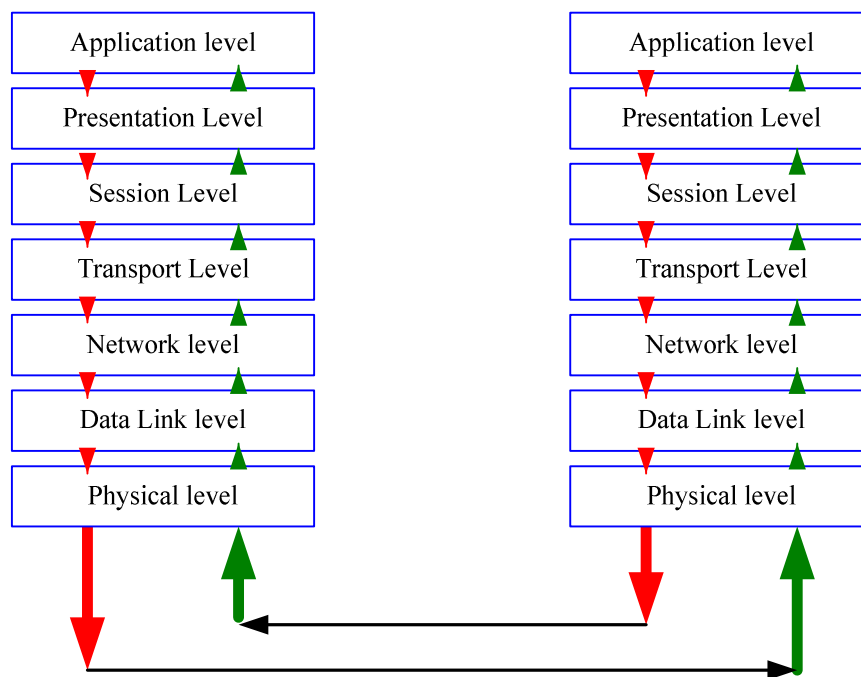 Application level
Presentation Level
Session Level
Transport Level
Network level
Data Link level
Physical level
Application level
Presentation Level
Session Level
Transport Level
Network level
Data Link level
Physical level